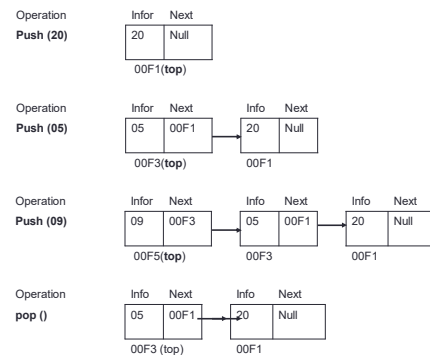 Operation Infor Next
Push (20) 20 Null
00F1(top)
Operation Infor Next Info Next
Push (05) 05 00F1 20 Null
00F3(top) 00F1
Operation Infor Next Info Next Info Next
Push (09) 09 00F3 05 00F1 20 Null
00F5(top) 00F3 00F1
Operation Info Next Info Next
pop () 05 00F1 20 Null
00F3 (top) 00F1